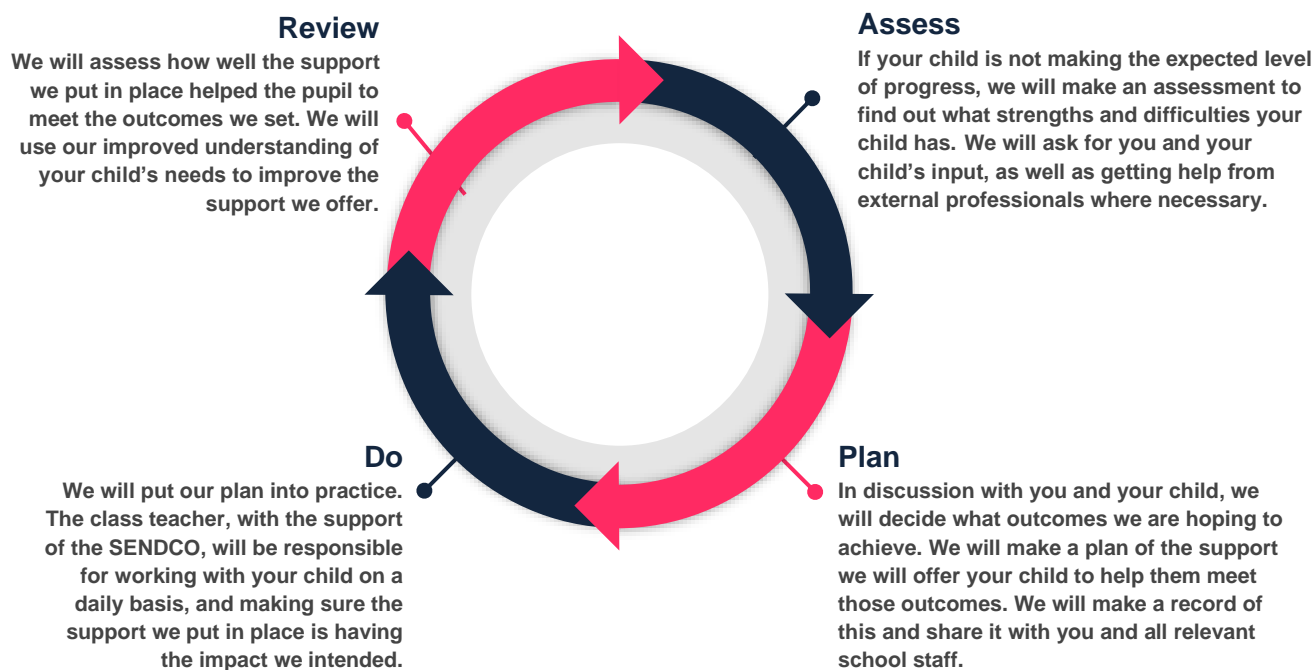 Review
We will assess how well the support
we put in place helped the pupil to
meet the outcomes we set. We will
use our improved understanding of
your child’s needs to improve the
support we offer.
Assess
If your child is not making the expected level
of progress, we will make an assessment to
find out what strengths and difficulties your
child has. We will ask for you and your
child’s input, as well as getting help from
external professionals where necessary.
Do
We will put our plan into practice.
The class teacher, with the support
of the SENDCO, will be responsible
for working with your child on a
daily basis, and making sure the
support we put in place is having
the impact we intended.
Plan
In discussion with you and your child, we
will decide what outcomes we are hoping to
achieve. We will make a plan of the support
we will offer your child to help them meet
those outcomes. We will make a record of
this and share it with you and all relevant
school staff.